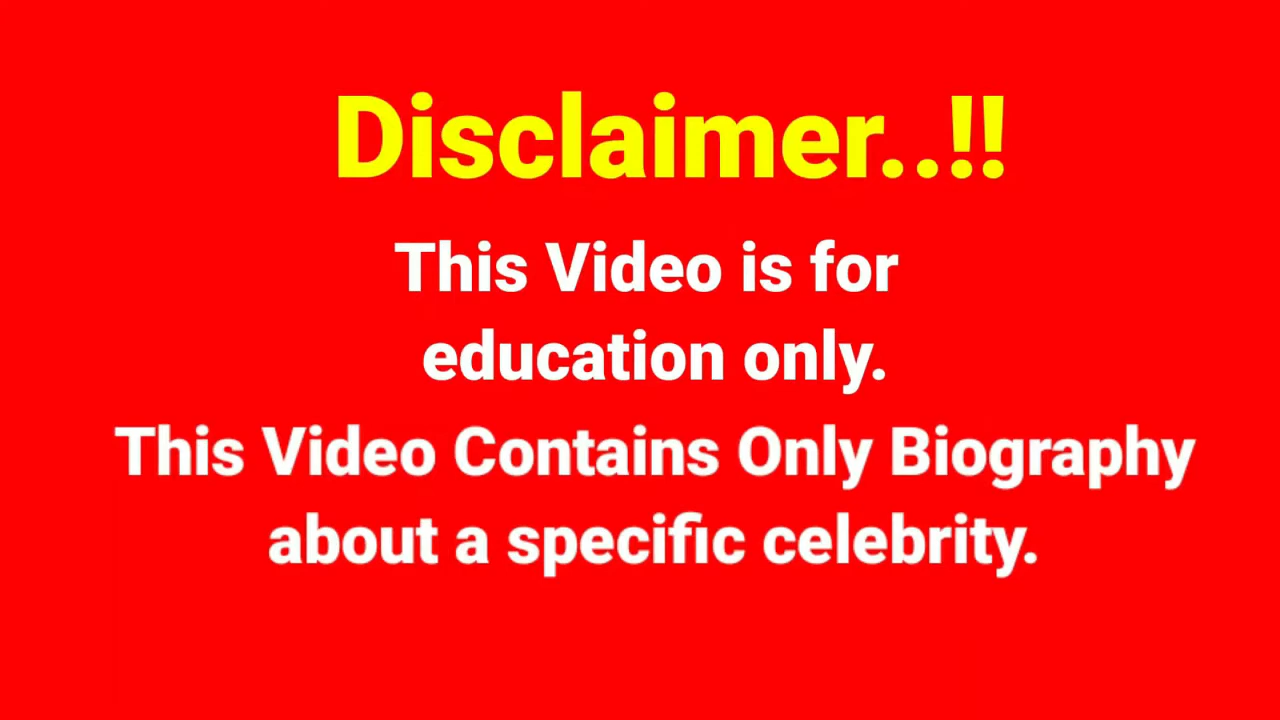 Disclaimer..!!
This Video is for
education only.
This Video Contains Only Biography
about a specific celebrity.